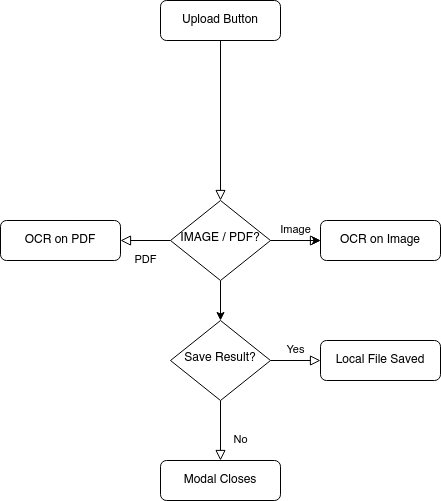 Upload Button
IMAGE / PDF?
Image
OCR on PDF
OCR on Image
PDF
Save Result?
Yes
Local File Saved
No
Modal Closes